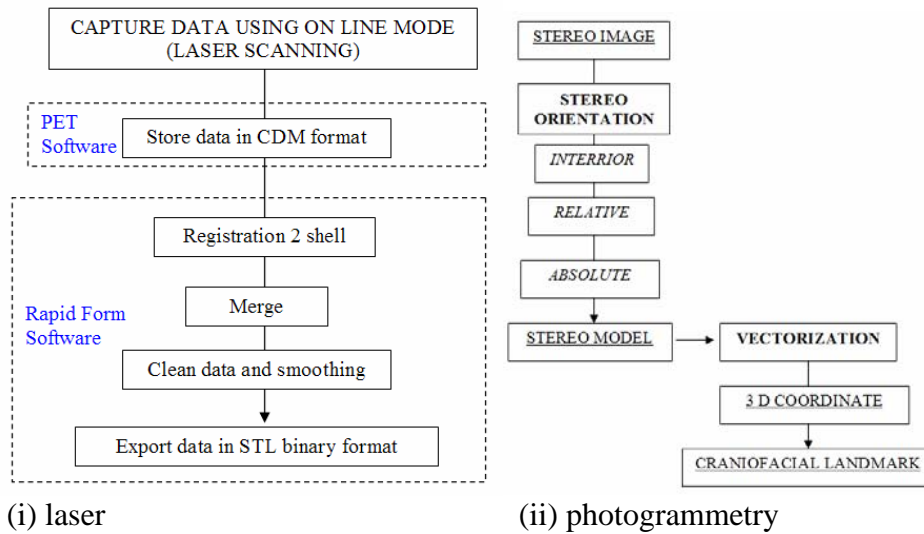 CAPTURE DATA USING ON LINE MODE
(LASER SCANNING)
PET
Software
Store data in CDM format
Registration 2 shell
Merge
Rapid Form
Software
Clean data and smoothing
Export data in STL binary format
(i) laser
STEREO IMAGE
STEREO
ORIENTATION
INTERRIOR
RELATIVE
ABSOLUTE
STEREO MODEL
VECTORIZATION
3 D COORDINATE
CRANIOFACIAL LANDMARK
(ii) photogrammetry